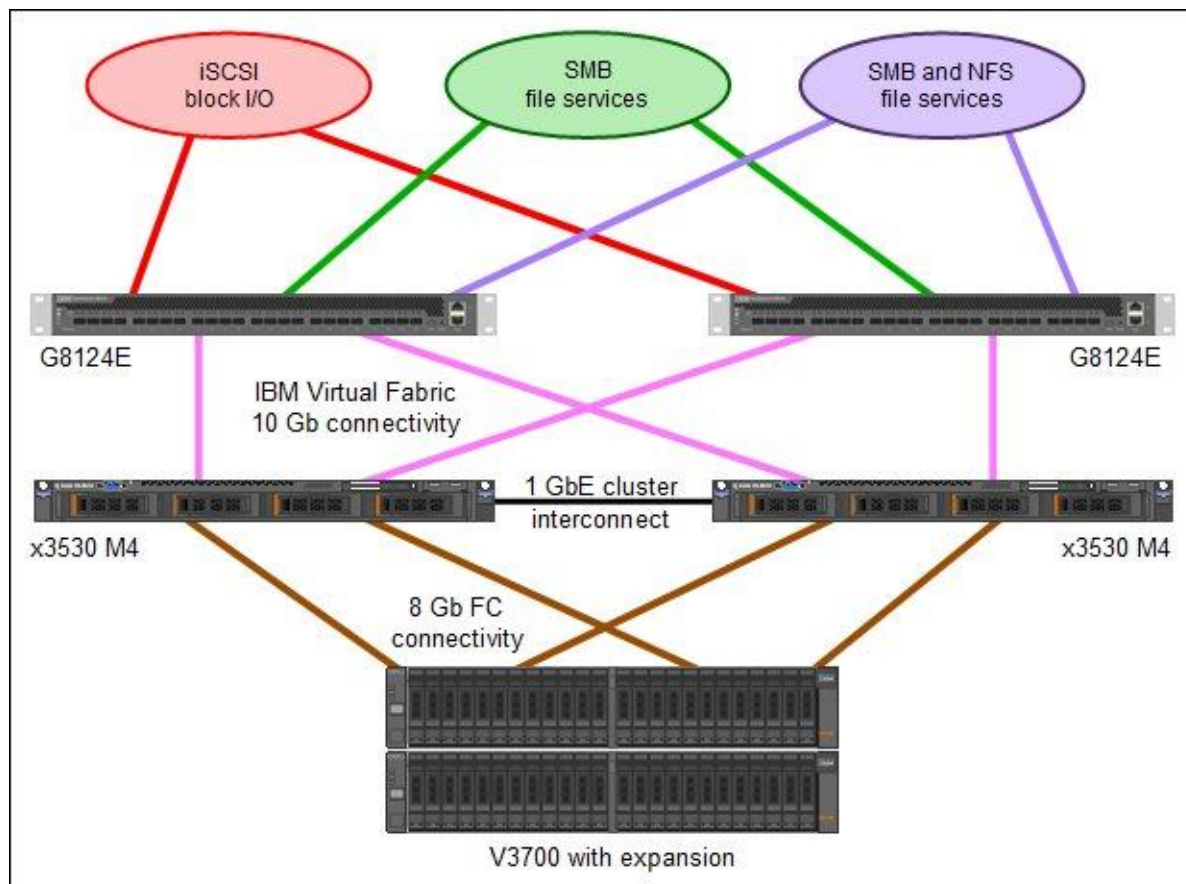 iSCSI
block I/O
SMB
file services
SMB and NFS
file services
G8124E
G8124E
IBM Virtual Fabric
10 Gb connectivity
1 GbE cluster
interconnect
x3530 M4
x3530 M4
8 Gb FC
connectivity
V3700 with expansion